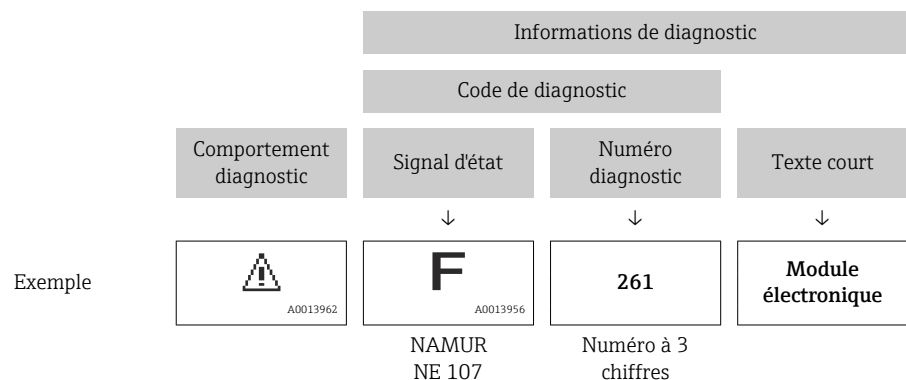 Informations de diagnostic
Code de diagnostic
Comportement
diagnostic
Signal d'état
Numéro
diagnostic
Texte court
Exemple
A0013962
F
A0013956
261
Module
électronique
NAMUR
NE 107
Numéro à 3
chiffres